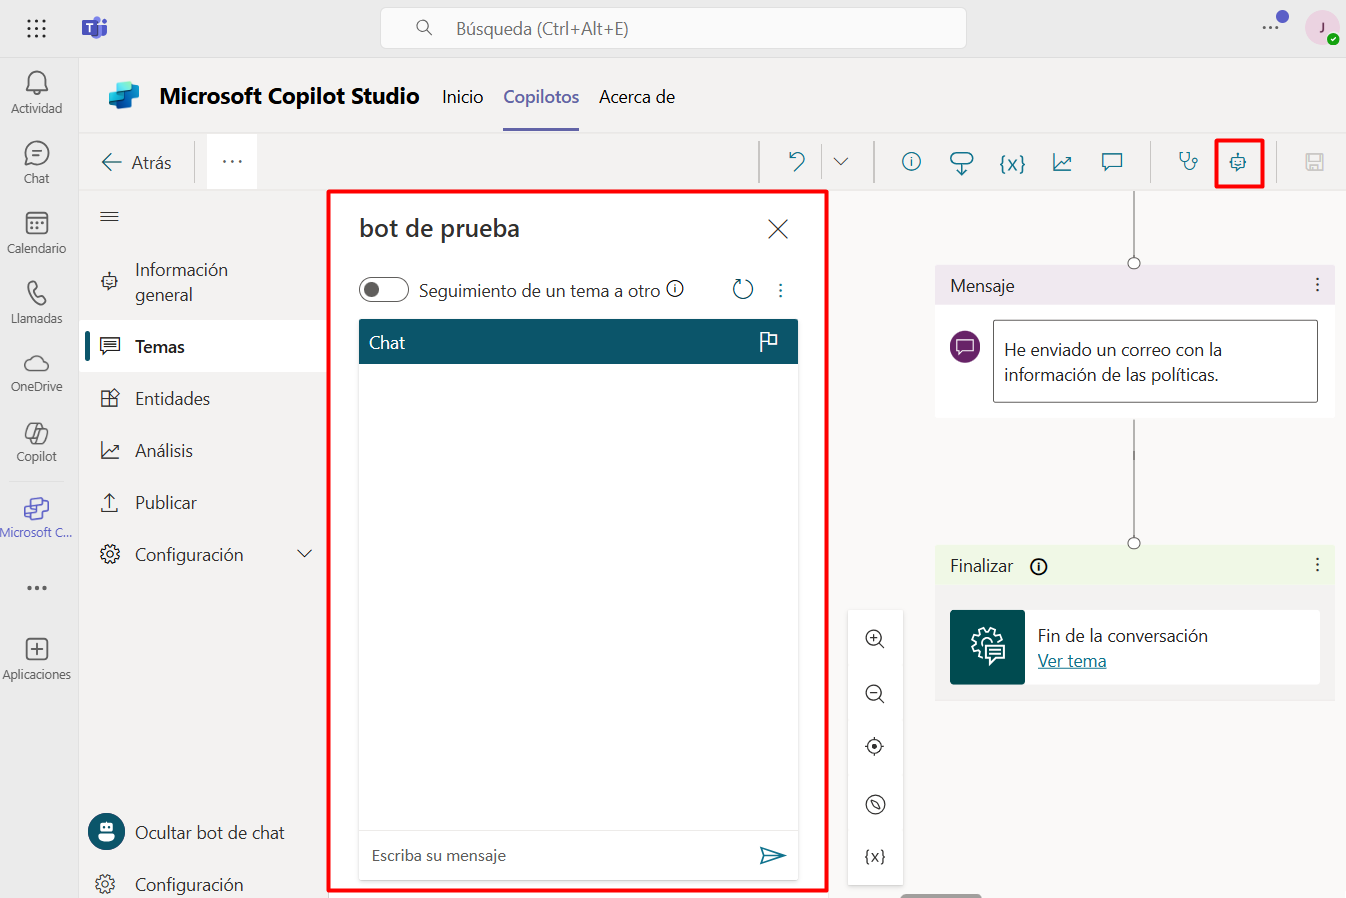 Búsqueda (Ctrl+Alt+E)
J
Actividad
Chat
Calendario
Llamadas
OneDrive
Copilot
Microsoft C...
Aplicaciones
Microsoft Copilot Studio
Inicio
Copilotos
Acerca de
Atrás
{x}
Información
general
Temas
Entidades
Análisis
Publicar
Configuración
Ocultar bot de chat
Configuración
bot de prueba
Seguimiento de un tema a otro
Chat
Escriba su mensaje
{x}
Mensaje
He enviado un correo con la
información de las políticas.
Finalizar
Fin de la conversación
Ver tema